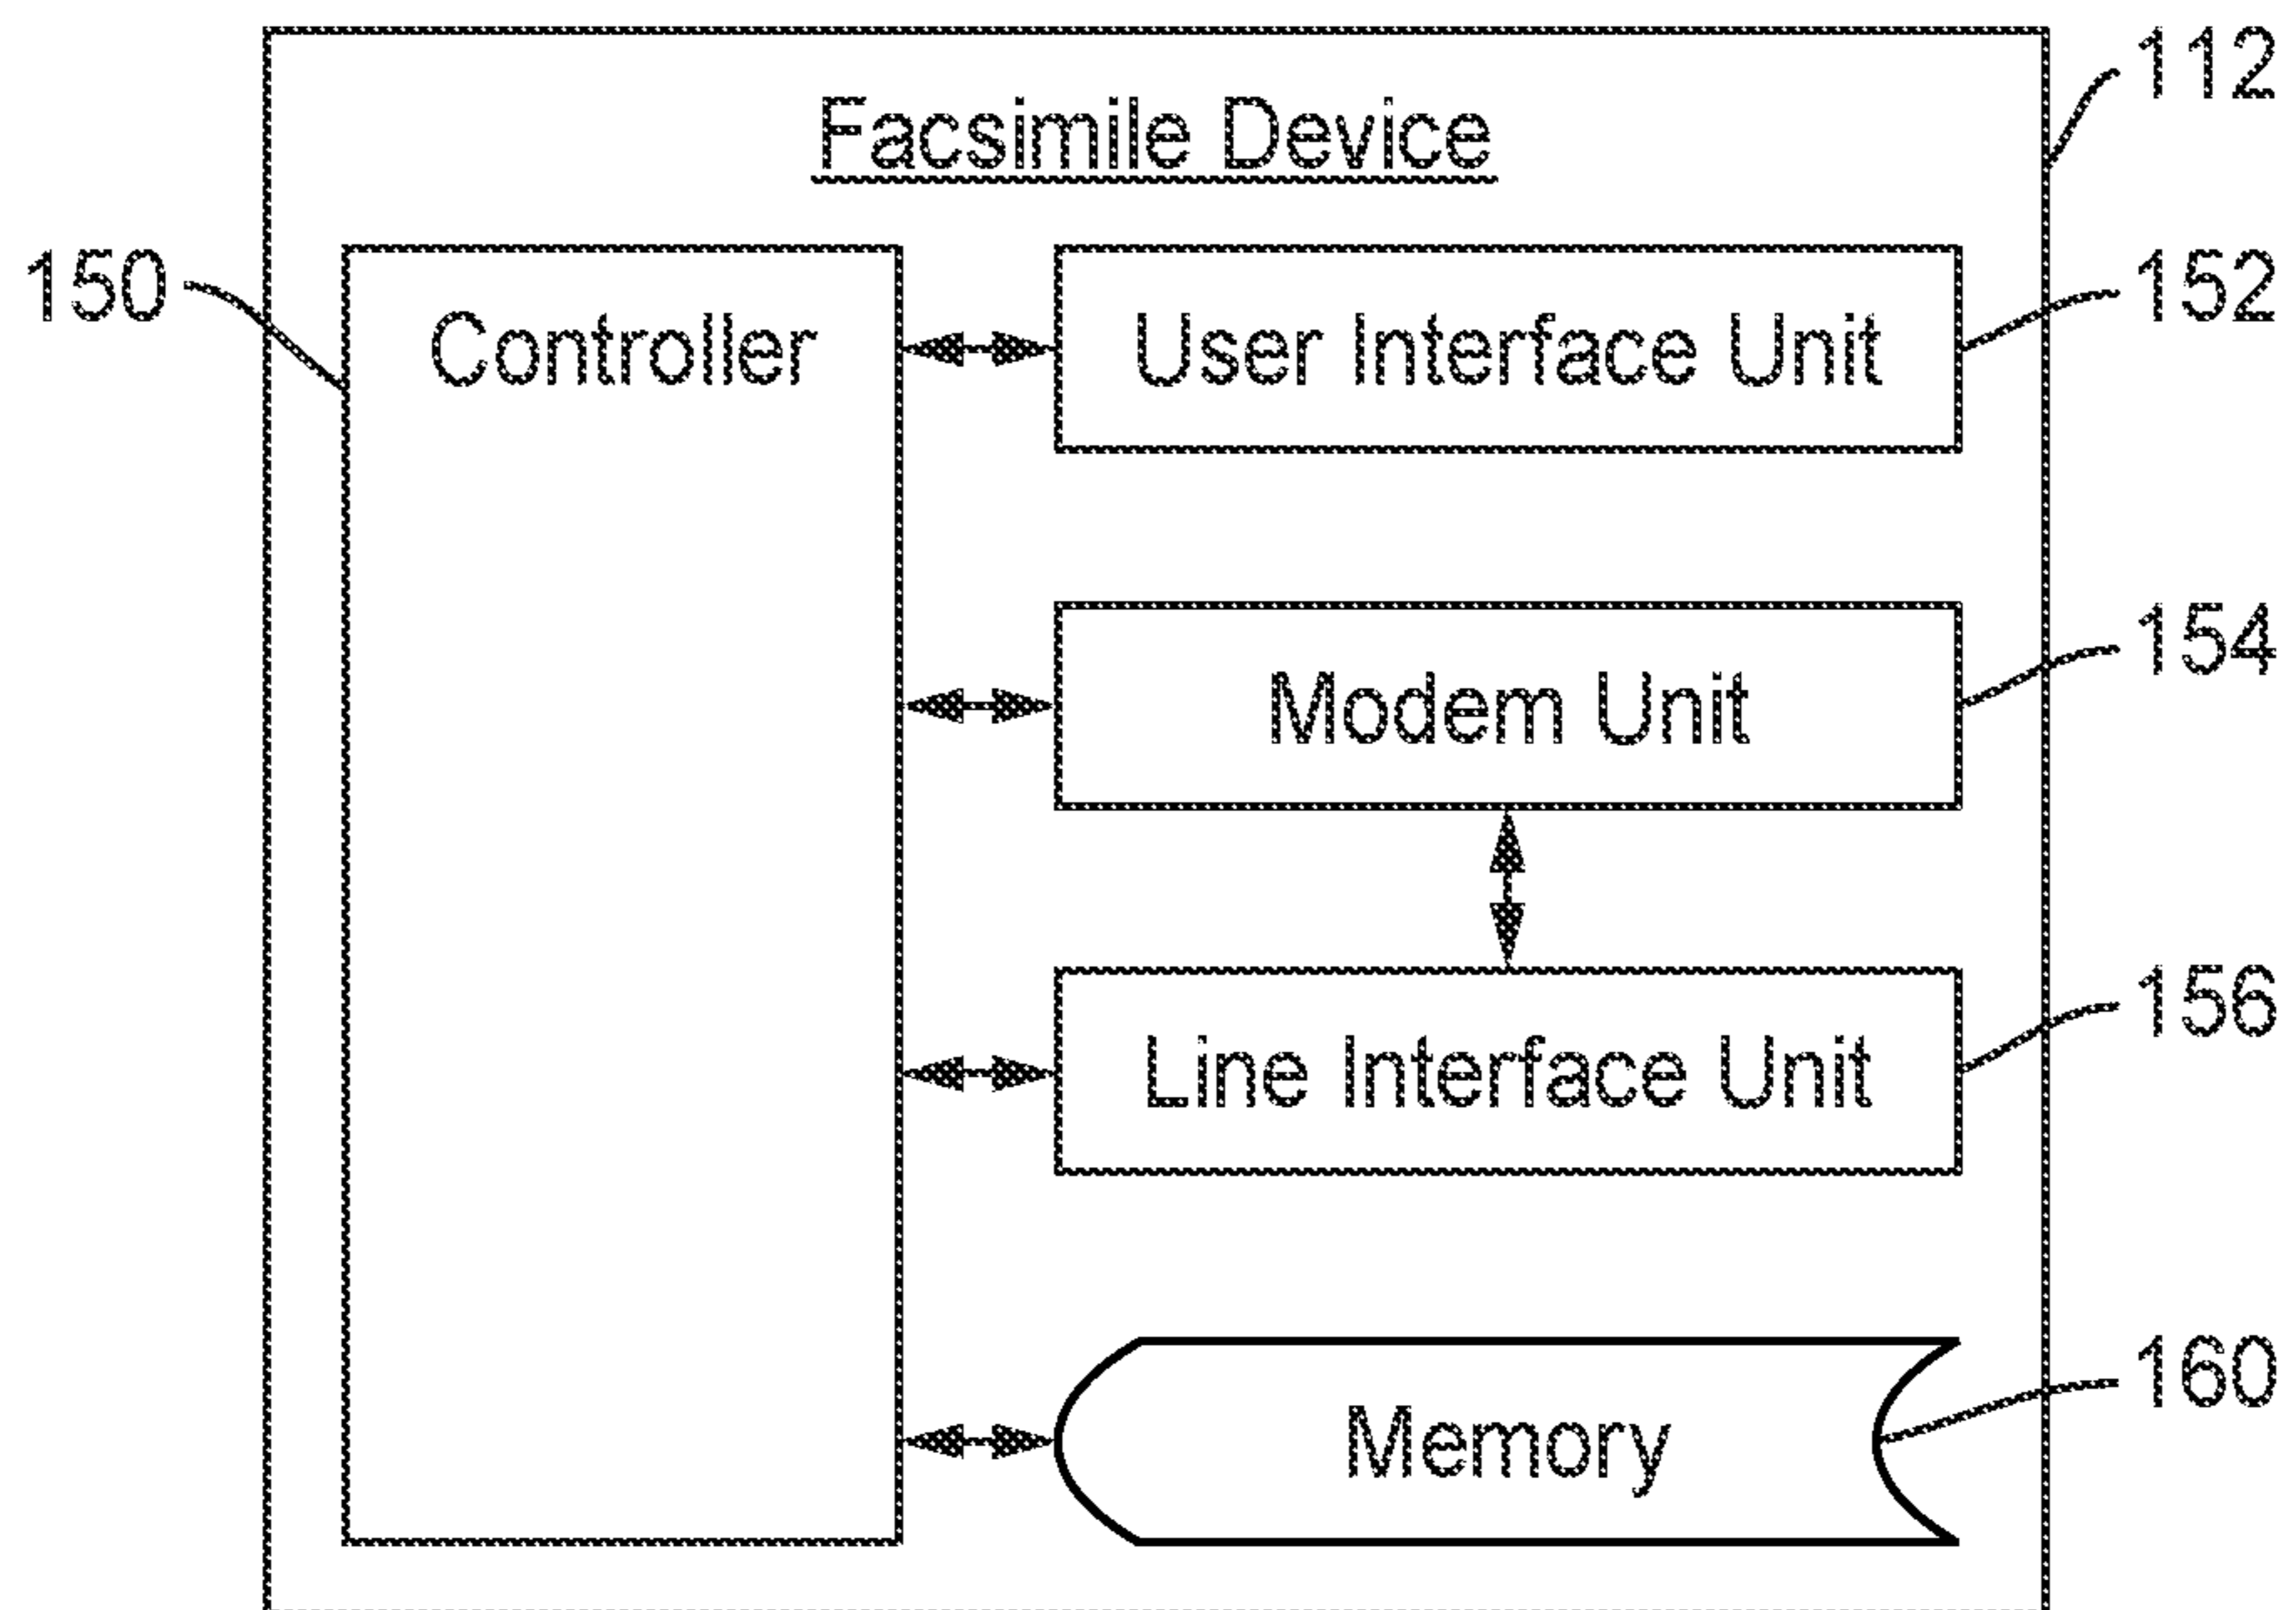 112
Facsimile Device
150
Controller
User Interface Unit
152
Modem Unit
154
Line Interface Unit
156
Memory
160